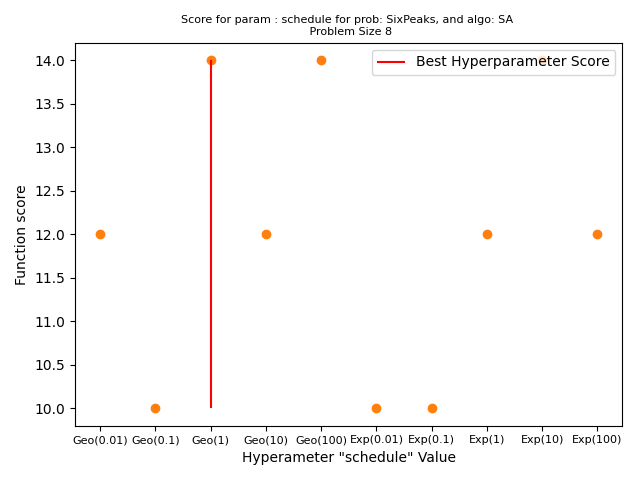 Score for param : schedule for prob: SixPeaks, and algo: SA
Problem Size 8
Best Hyperparameter Score
Function score
14.0
13.5
13.0
12.5
12.0
11.5
11.0
10.5
10.0
Geo(0.01) Geo(0.1) Geo(1) Geo(10) Geo(100) Exp(0.01) Exp(0.1) Exp(1) Exp(10) Exp(100)
Hyperameter "schedule" Value